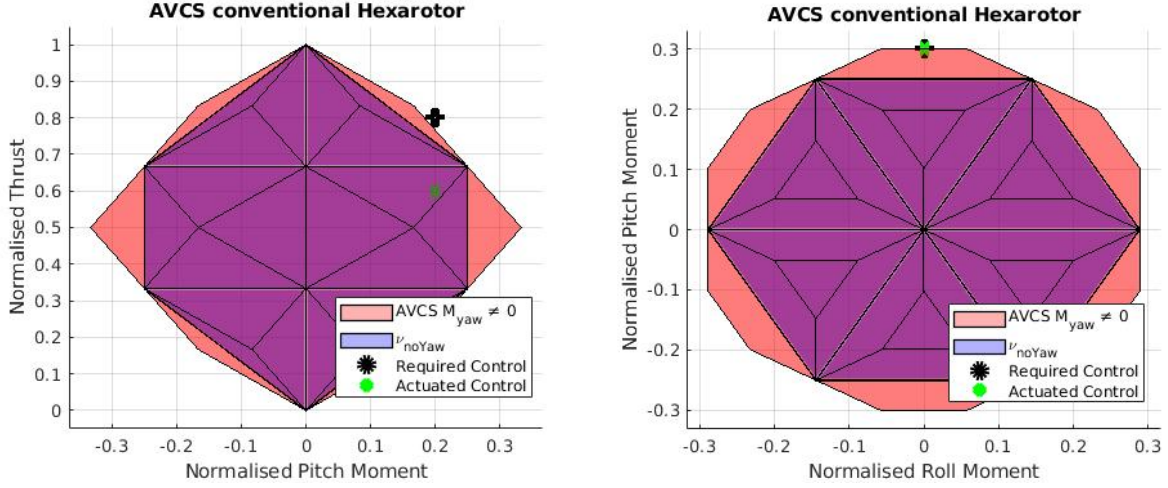 AVCS conventional Hexarotor
Normalised Thrust
1
0.9
0.8
0.7
0.6
0.5
0.4
0.3
0.2
0.1
0
-0.3
-0.2
-0.1
0
0.1
0.2
0.3
Normalised Pitch Moment
AVCS M_yaw ≠ 0
ν_noYaw
Required Control
Actuated Control
AVCS conventional Hexarotor
Normalised Pitch Moment
0.3
0.2
0.1
0
-0.1
-0.2
-0.3
-0.3
-0.2
-0.1
0
0.1
0.2
0.3
Normalised Roll Moment
AVCS M_yaw ≠ 0
ν_noYaw
Required Control
Actuated Control